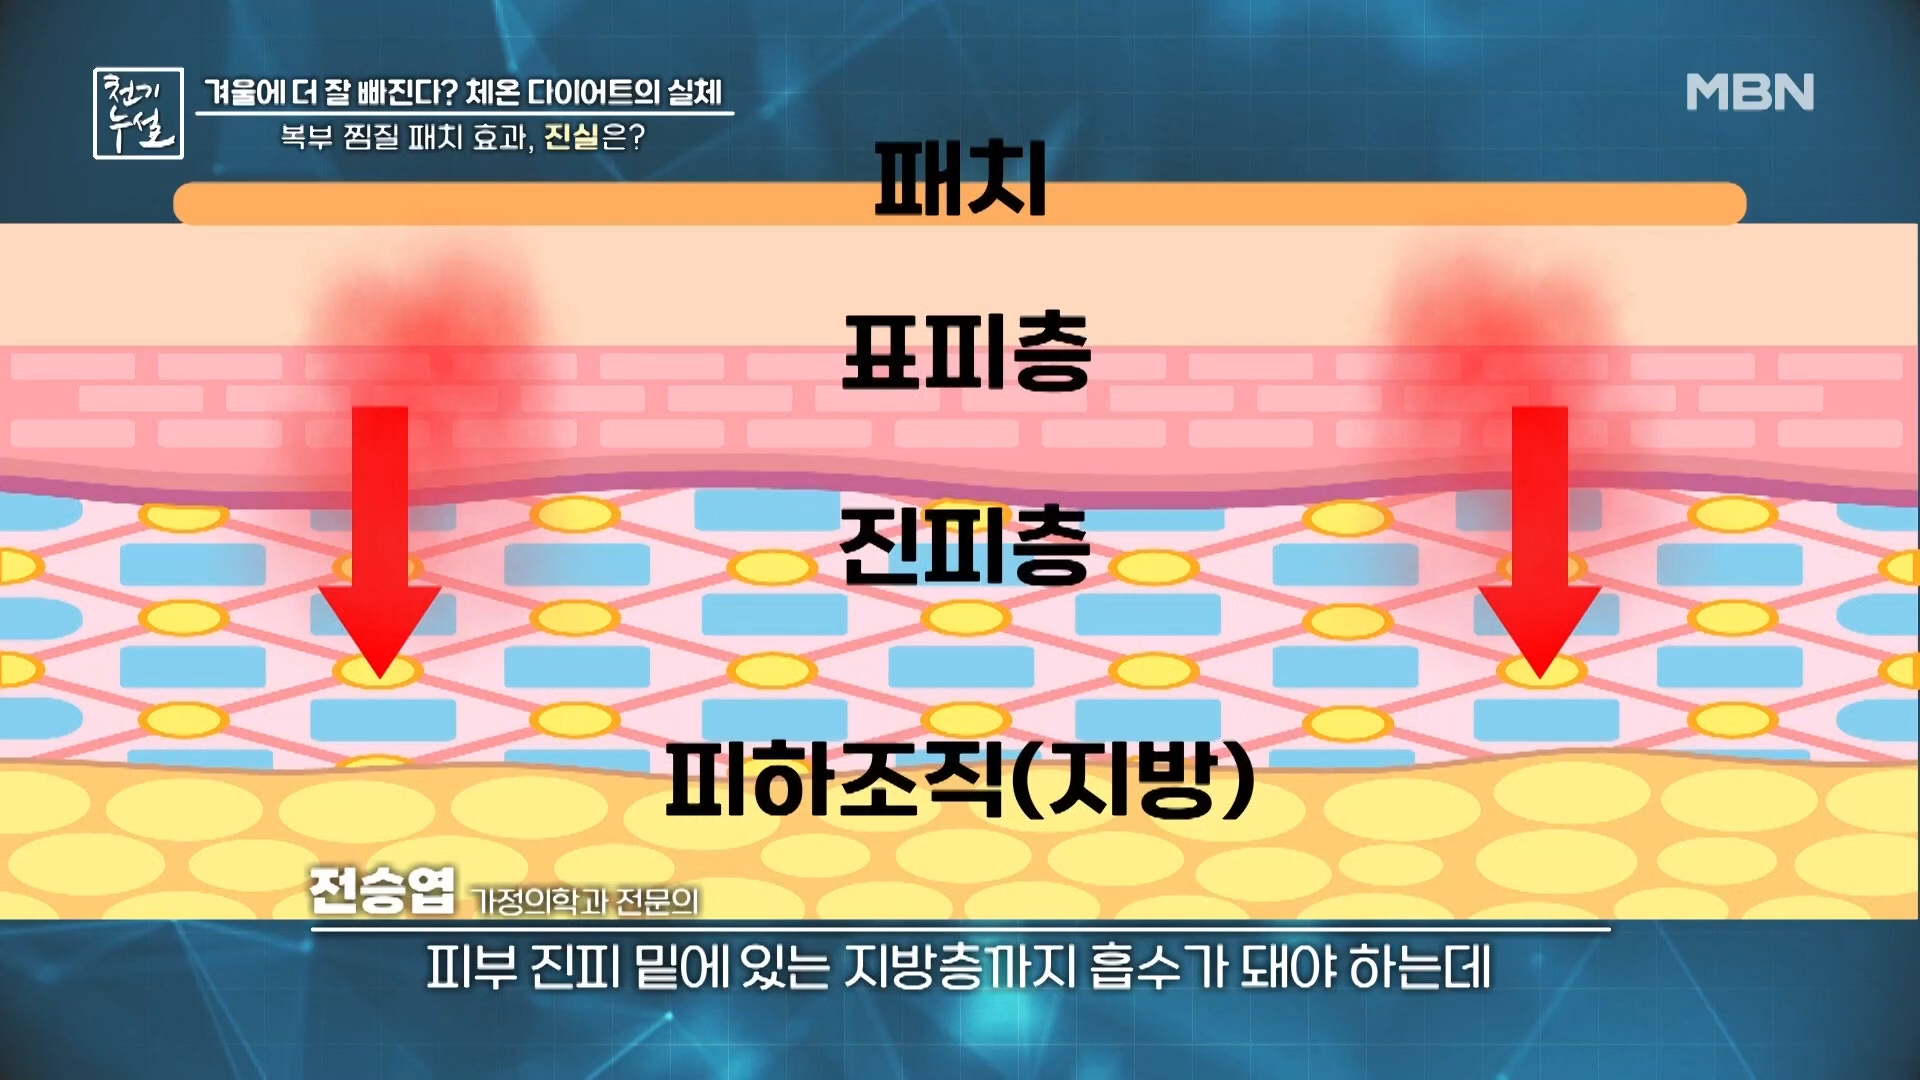 천기누설
겨울에 더 잘 빠진다? 체온 다이어트의 실체
복부 찜질 패치 효과, 진실은?
MBN
패치
표피층
진피층
피하조직(지방)
전승엽 가정의학과 전문의
피부 진피 밑에 있는 지방층까지 흡수가 돼야 하는데